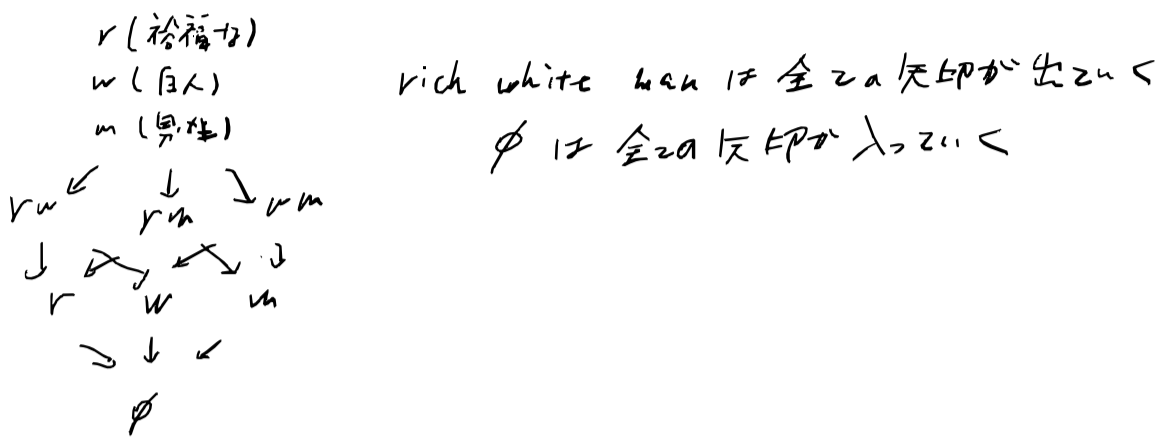 r (裕福な)
w (白人)
m (男性)
rich white man は 全ての矢印が出ていく
φ は 全ての矢印が入っていく
↙ ↓ ↘
rw rm wm
↓ ↙ ↘ ↙ ↘ ↓
r w m
↘ ↓ ↙
φ